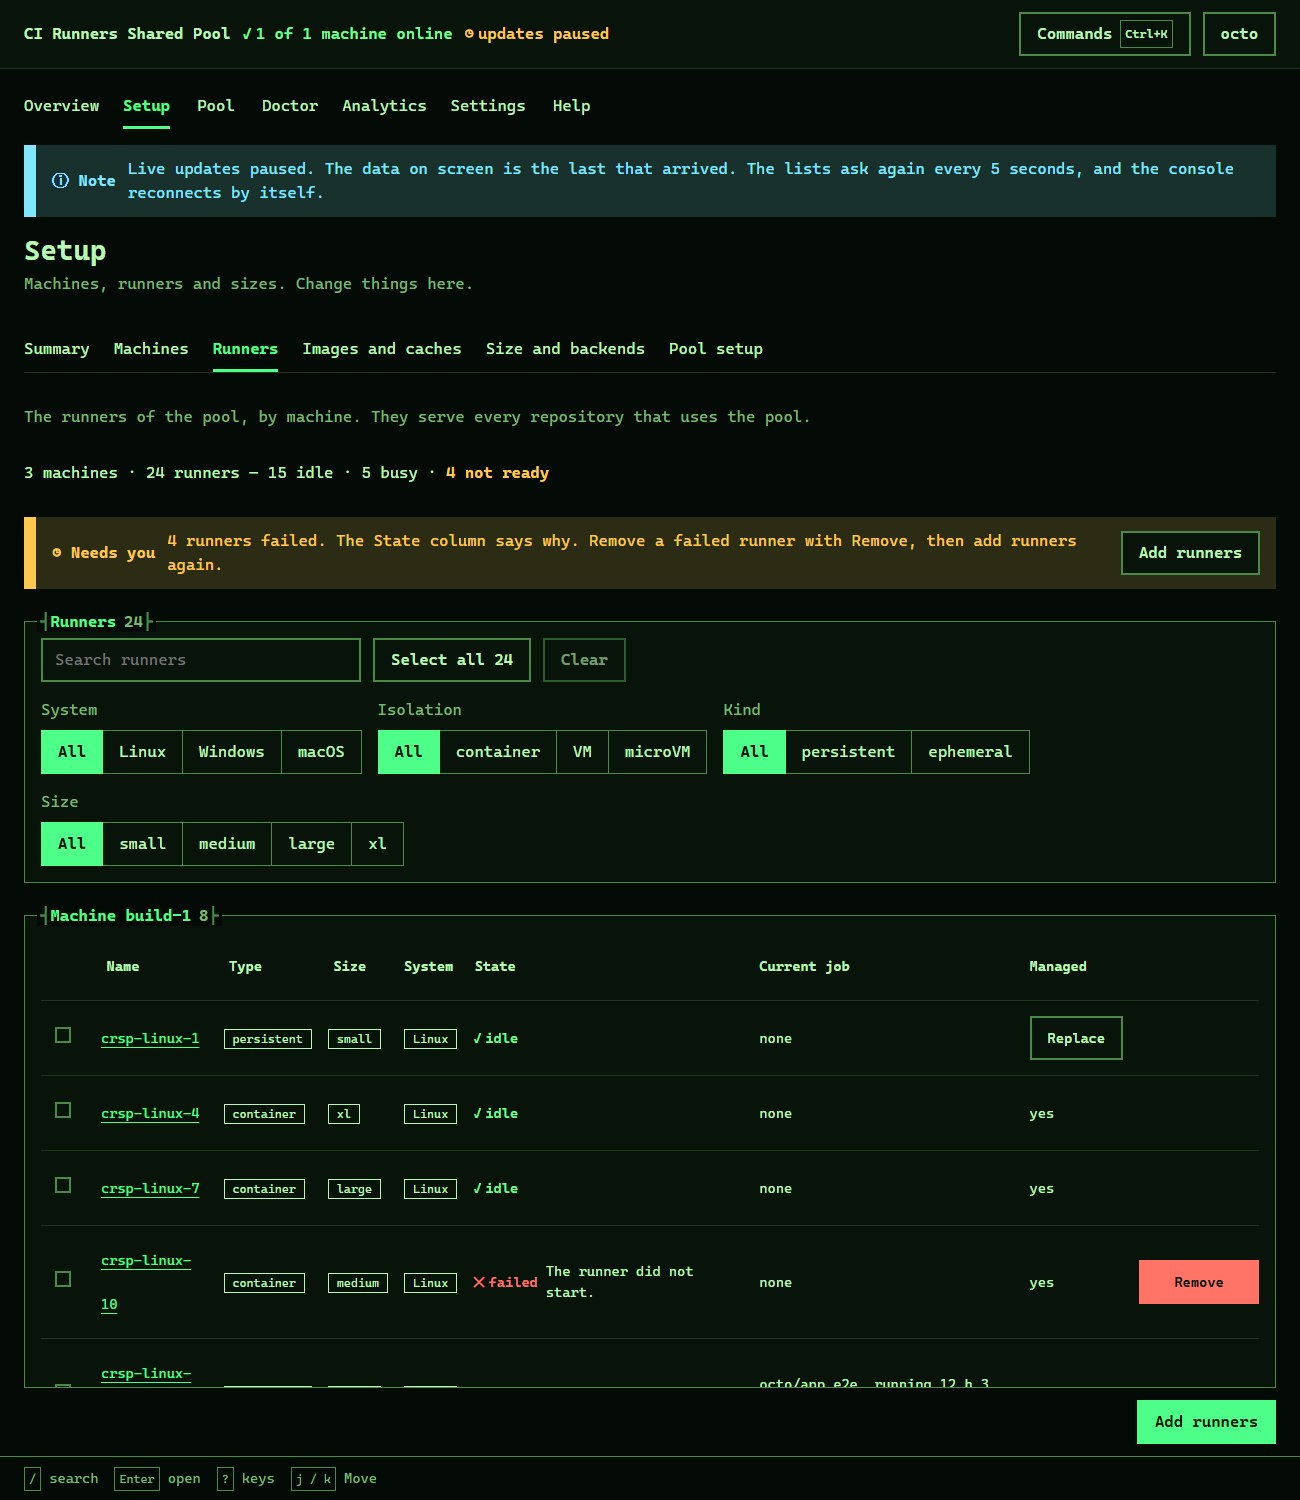 CI Runners Shared Pool ✓ 1 of 1 machine online updates paused
Commands Ctrl+K octo
Overview Setup Pool Doctor Analytics Settings Help
Note Live updates paused. The data on screen is the last that arrived. The lists ask again every 5 seconds, and the console
reconnects by itself.
Setup
Machines, runners and sizes. Change things here.
Summary Machines Runners Images and caches Size and backends Pool setup
The runners of the pool, by machine. They serve every repository that uses the pool.
3 machines · 24 runners — 15 idle · 5 busy · 4 not ready
Needs you 4 runners failed. The State column says why. Remove a failed runner with Remove, then add runners
again.
Add runners
Runners 24
Search runners Select all 24 Clear
System Isolation Kind
All Linux Windows macOS All container VM microVM All persistent ephemeral
Size
All small medium large xl
Machine build-1 8
Name Type Size System State Current job Managed
crsp-linux-1 persistent small Linux ✓ idle none Replace
crsp-linux-4 container xl Linux ✓ idle none yes
crsp-linux-7 container large Linux ✓ idle none yes
crsp-linux-
10 container medium Linux ✕ failed The runner did not
start. none yes Remove
crsp-linux-
octo/app e2e, running 12 h 3
Add runners
/ search Enter open ? keys j / k Move